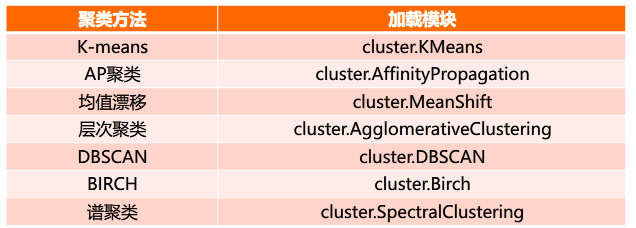 聚类方法 加载模块
K-means cluster.KMeans
AP聚类 cluster.AffinityPropagation
均值漂移 cluster.MeanShift
层次聚类 cluster.AgglomerativeClustering
DBSCAN cluster.DBSCAN
BIRCH cluster.Birch
谱聚类 cluster.SpectralClustering